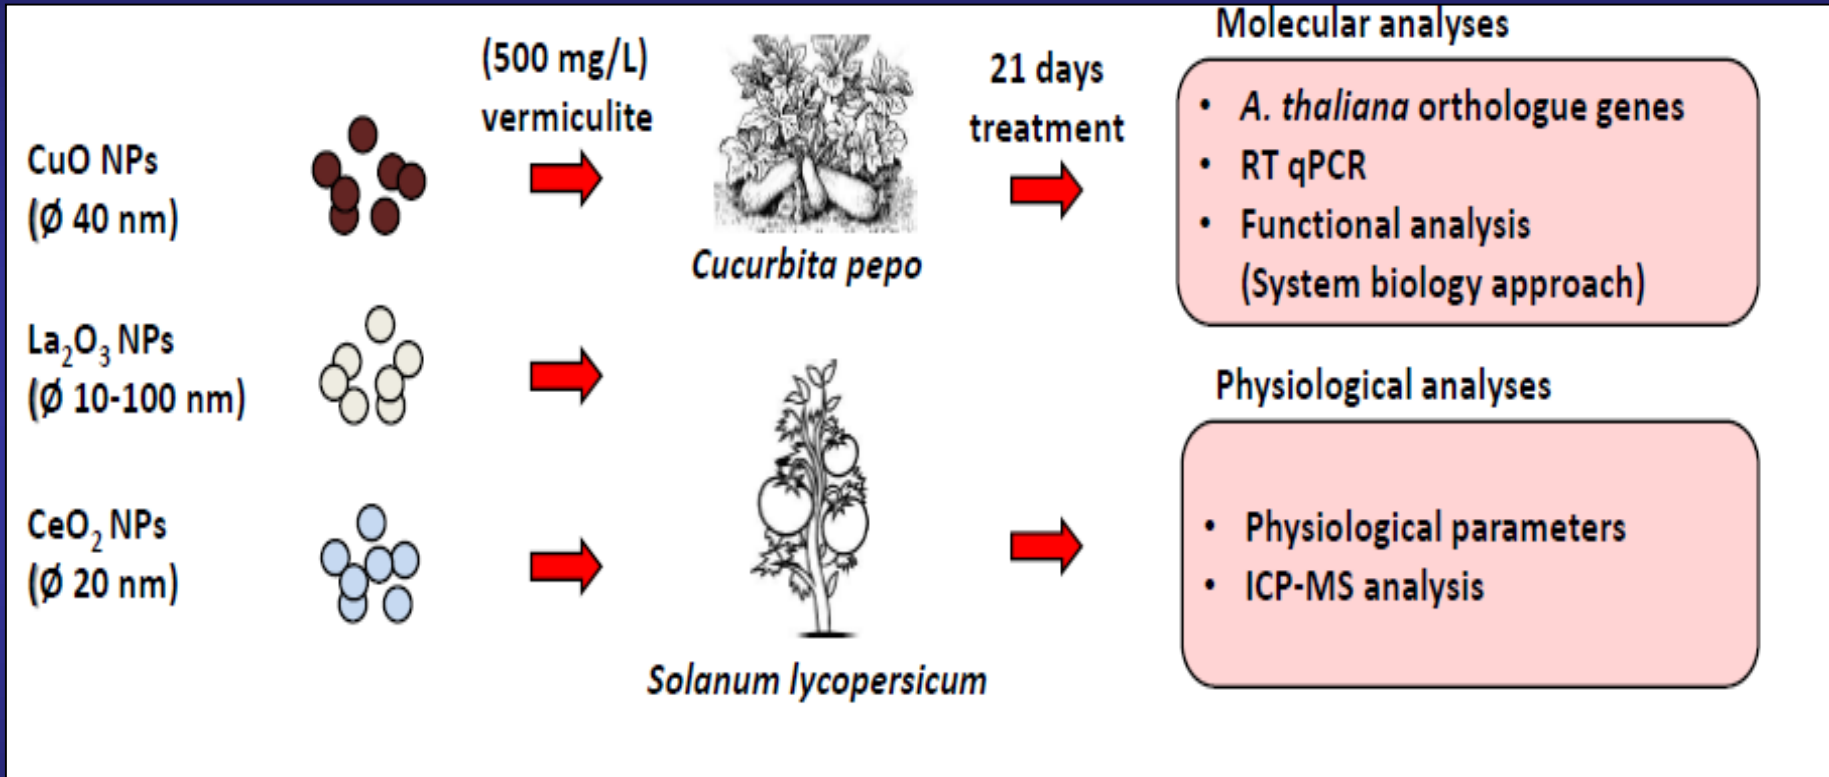 CuO NPs
(Ø 40 nm)
La₂O₃ NPs
(Ø 10-100 nm)
CeO₂ NPs
(Ø 20 nm)
(500 mg/L)
vermiculite
Cucurbita pepo
Solanum lycopersicum
21 days
treatment
Molecular analyses
• A. thaliana orthologue genes
• RT qPCR
• Functional analysis
(System biology approach)
Physiological analyses
• Physiological parameters
• ICP-MS analysis